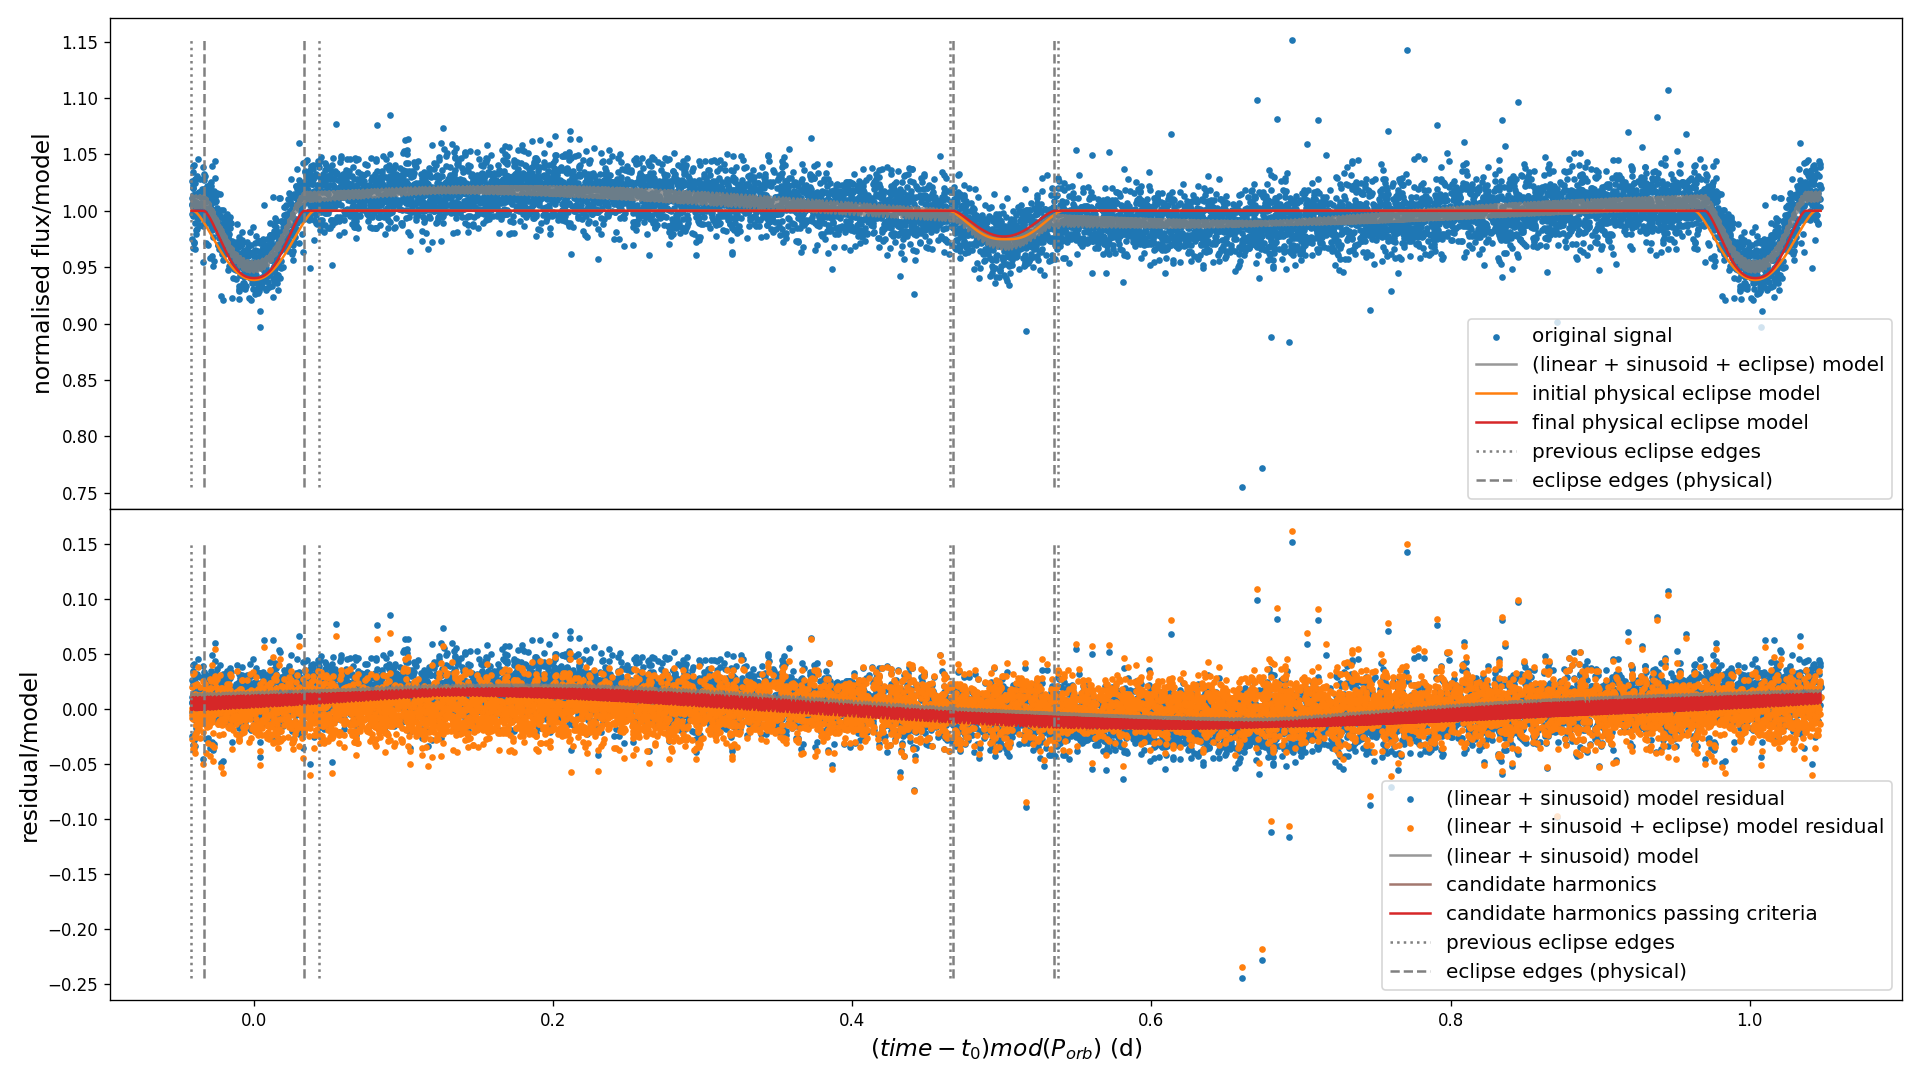 normalised flux/model
1.15
1.10
1.05
1.00
0.95
0.90
0.85
0.80
0.75
original signal
(linear + sinusoid + eclipse) model
initial physical eclipse model
final physical eclipse model
previous eclipse edges
eclipse edges (physical)
residual/model
0.15
0.10
0.05
0.00
−0.05
−0.10
−0.15
−0.20
−0.25
(linear + sinusoid) model residual
(linear + sinusoid + eclipse) model residual
(linear + sinusoid) model
candidate harmonics
candidate harmonics passing criteria
previous eclipse edges
eclipse edges (physical)
0.0 0.2 0.4 0.6 0.8 1.0
(time − t₀)mod(Pₒᵣb) (d)